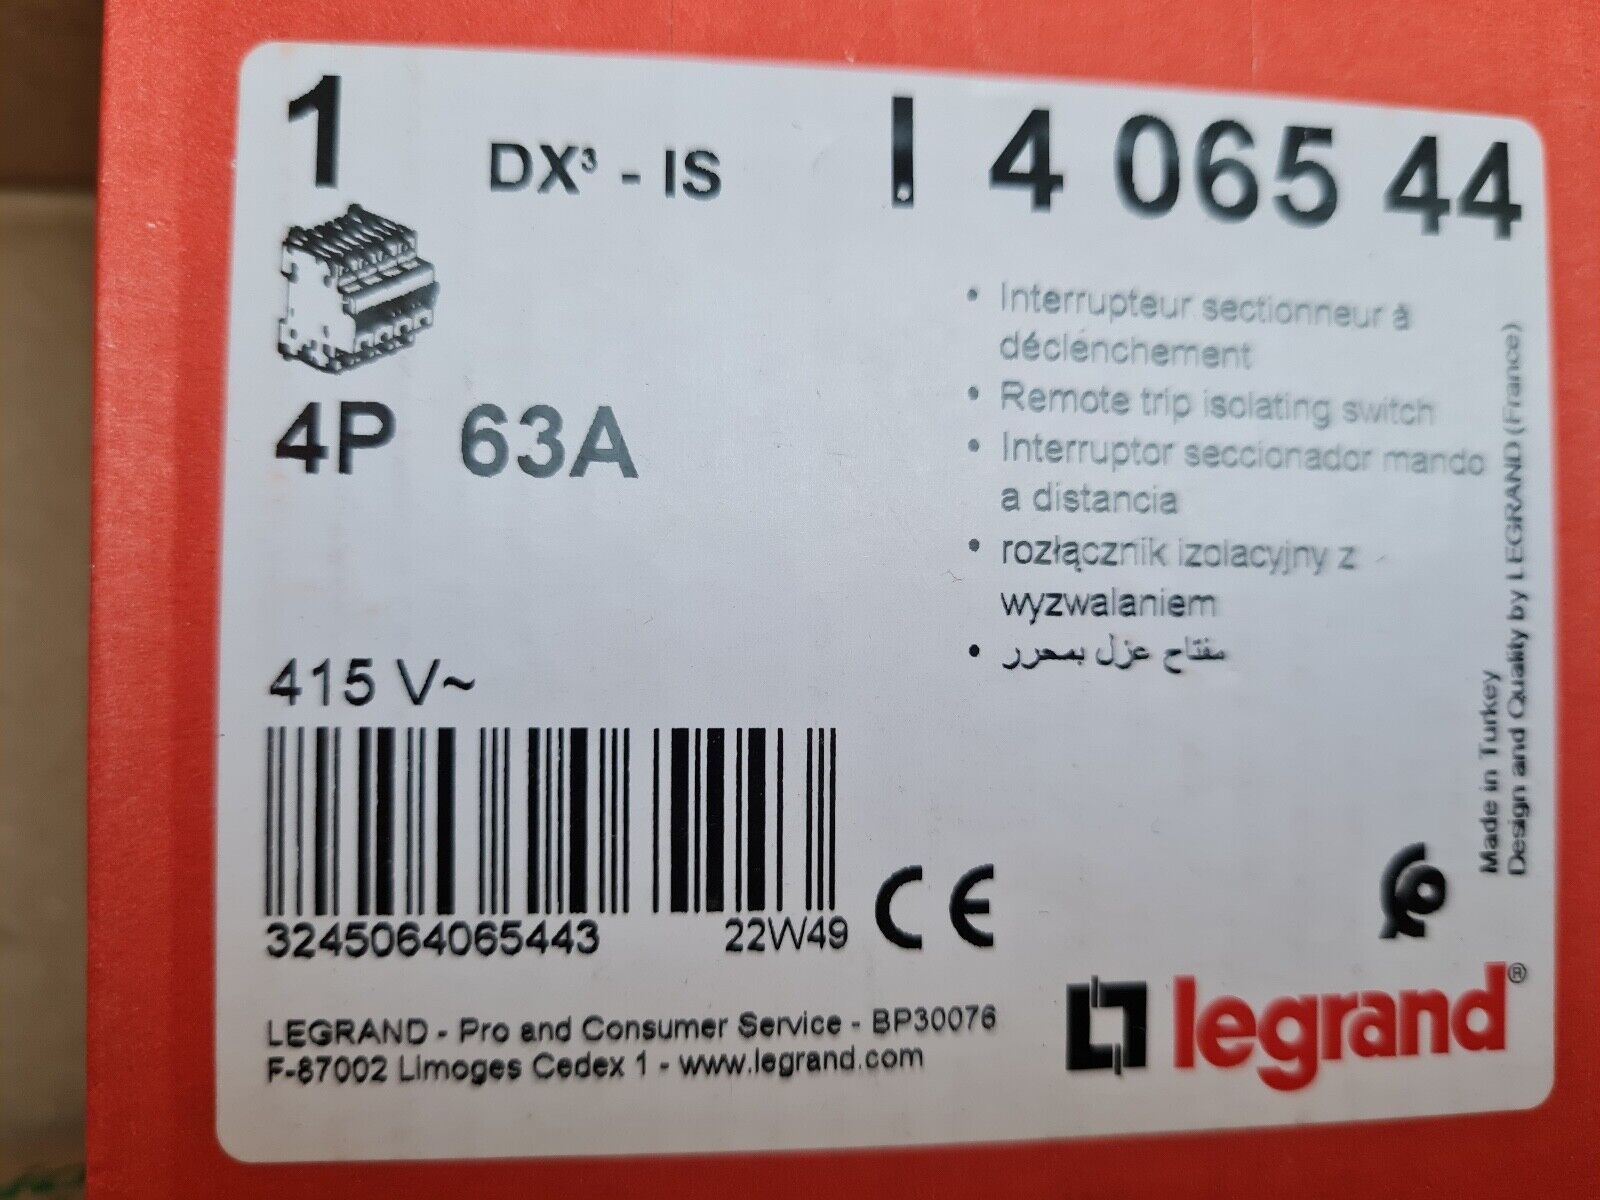 1
DX³ - IS
4 065 44
4P 63A
• Interrupteur sectionneur à
déclenchement
• Remote trip isolating switch
• Interruptor seccionador mando
a distancia
• rozłącznik izolacyjny z
wyzwalaniem
• مفتاح عزل بمحرر
415 V~
3245064065443
22W49
CE
LEGRAND - Pro and Consumer Service - BP30076
F-87002 Limoges Cedex 1 - www.legrand.com
legrand®
Made in Turkey
Design and Quality by LEGRAND (France)